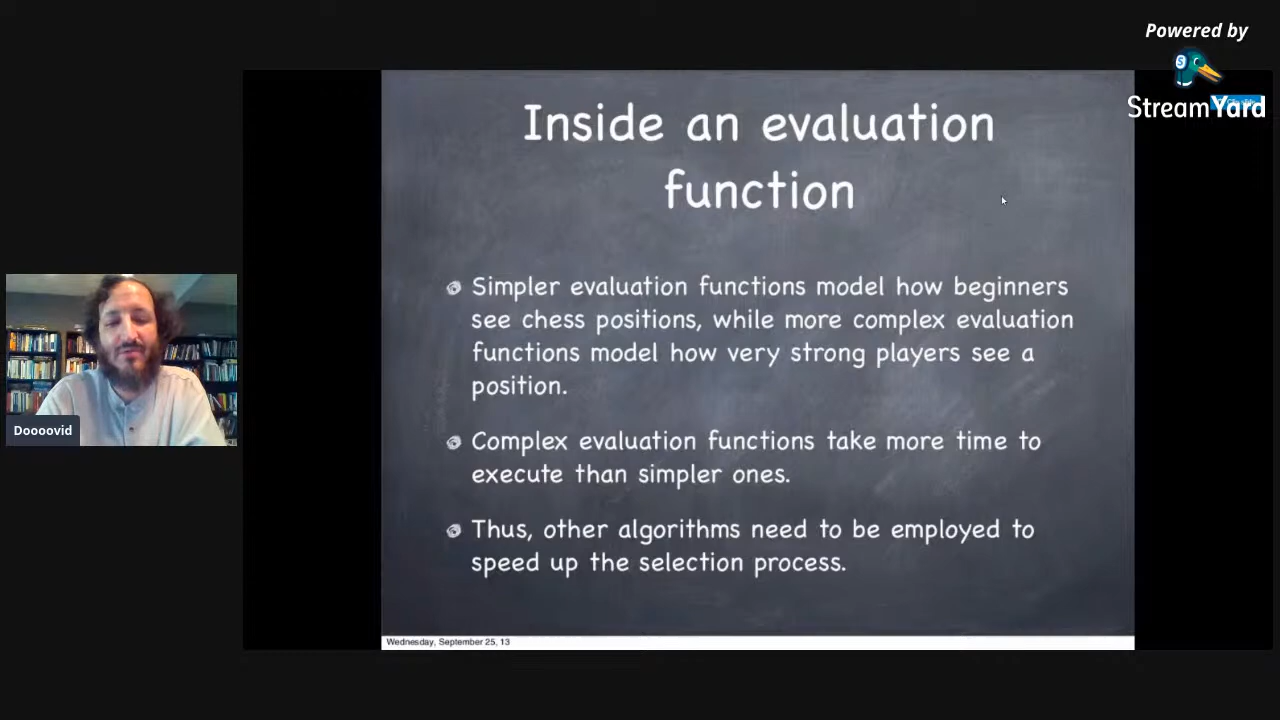 Powered by
StreamYard
Inside an evaluation
function
Simpler evaluation functions model how beginners
see chess positions, while more complex evaluation
functions model how very strong players see a
position.
Complex evaluation functions take more time to
execute than simpler ones.
Thus, other algorithms need to be employed to
speed up the selection process.
Doooovid
Wednesday, September 25, 13